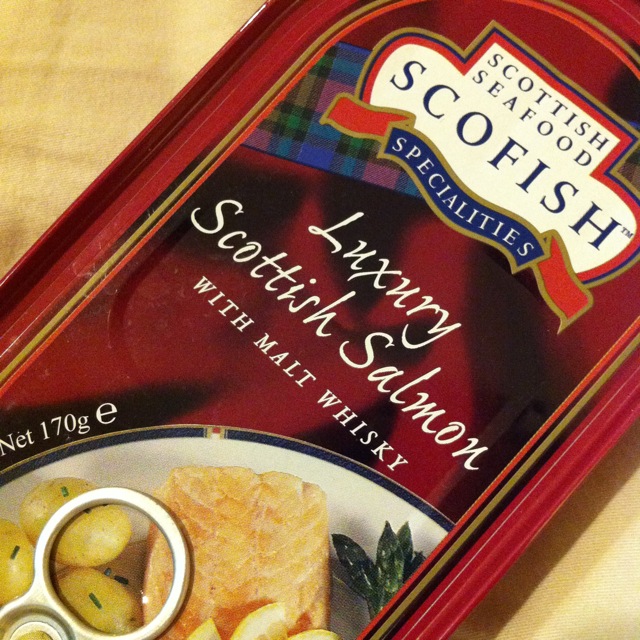 SCOTTISH
SEAFOOD
SCOFISH™
SPECIALITIES
Luxury
Scottish Salmon
WITH MALT WHISKY
Net 170g e